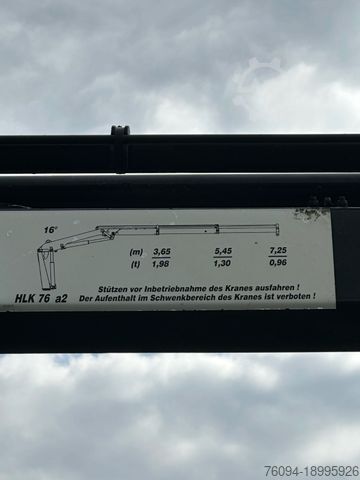 16°
(m) 3,65 5,45 7,25
(t) 1,98 1,30 0,96
HLK 76 a2
Stützen vor Inbetriebnahme des Kranes ausfahren !
Der Aufenthalt im Schwenkbereich des Kranes ist verboten !
76094-18995926